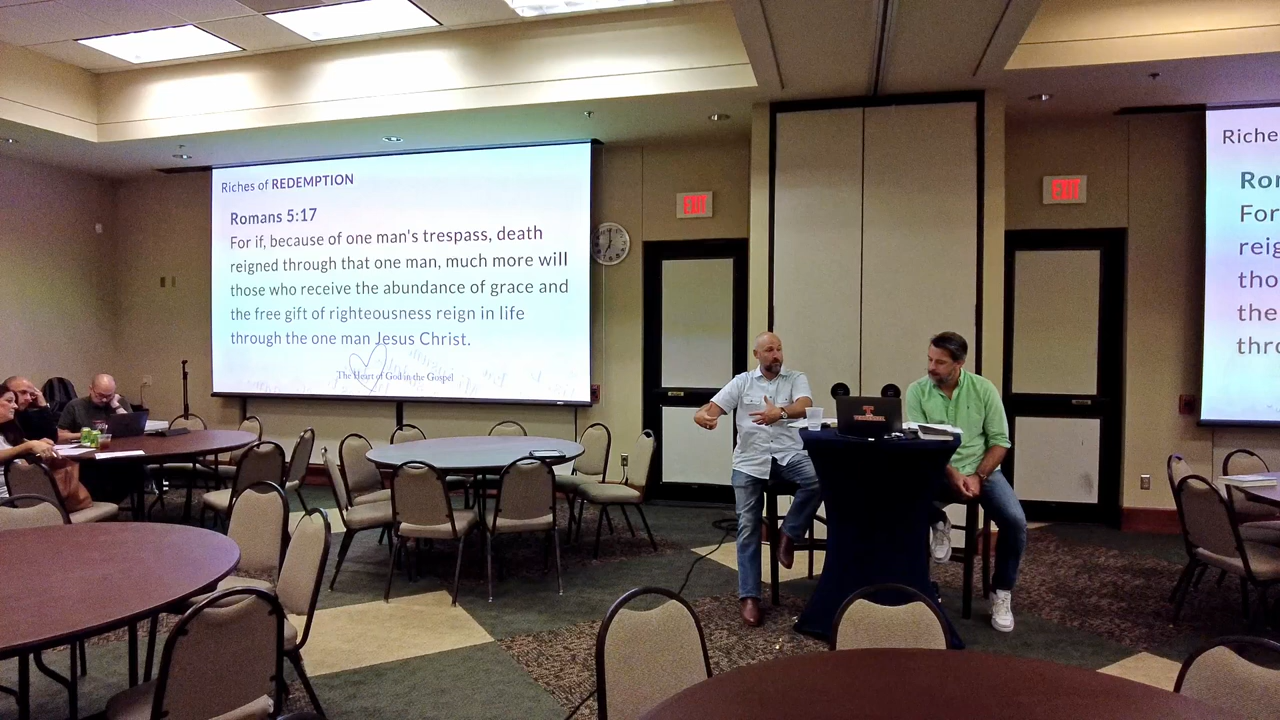 Riches of REDEMPTION
Romans 5:17
For if, because of one man's trespass, death
reigned through that one man, much more will
those who receive the abundance of grace and
the free gift of righteousness reign in life
through the one man Jesus Christ.
The Heart of God in the Gospel
EXIT
EXIT
Riche
Ron
For
reig
tho
the
thro
T